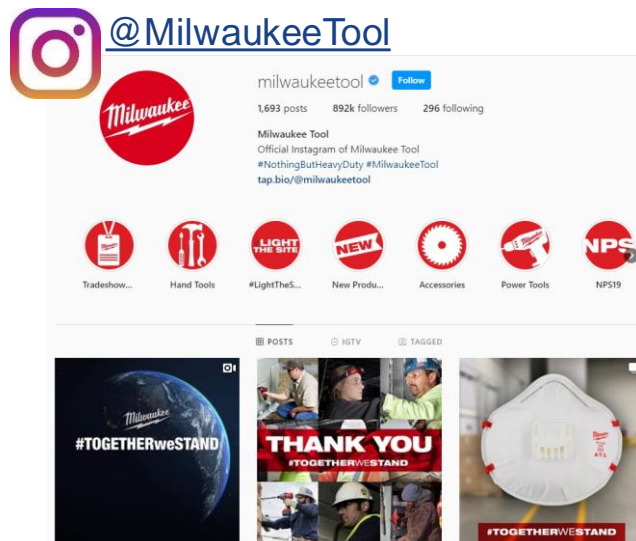 @MilwaukeeTool
milwaukeetool Follow
1,693 posts 892k followers 296 following
Milwaukee
Milwaukee Tool
Official Instagram of Milwaukee Tool
#NothingButHeavyDuty #MilwaukeeTool
tap.bio/@milwaukeetool
LIGHT
THE SITE
NEW
NPS
Tradeshow... Hand Tools #LightTheS... New Produ... Accessories Power Tools NPS19
POSTS IGTV TAGGED
Milwaukee
#TOGETHERweSTAND
THANK YOU
#TOGETHERWESTAND
#TOGETHERWESTAND